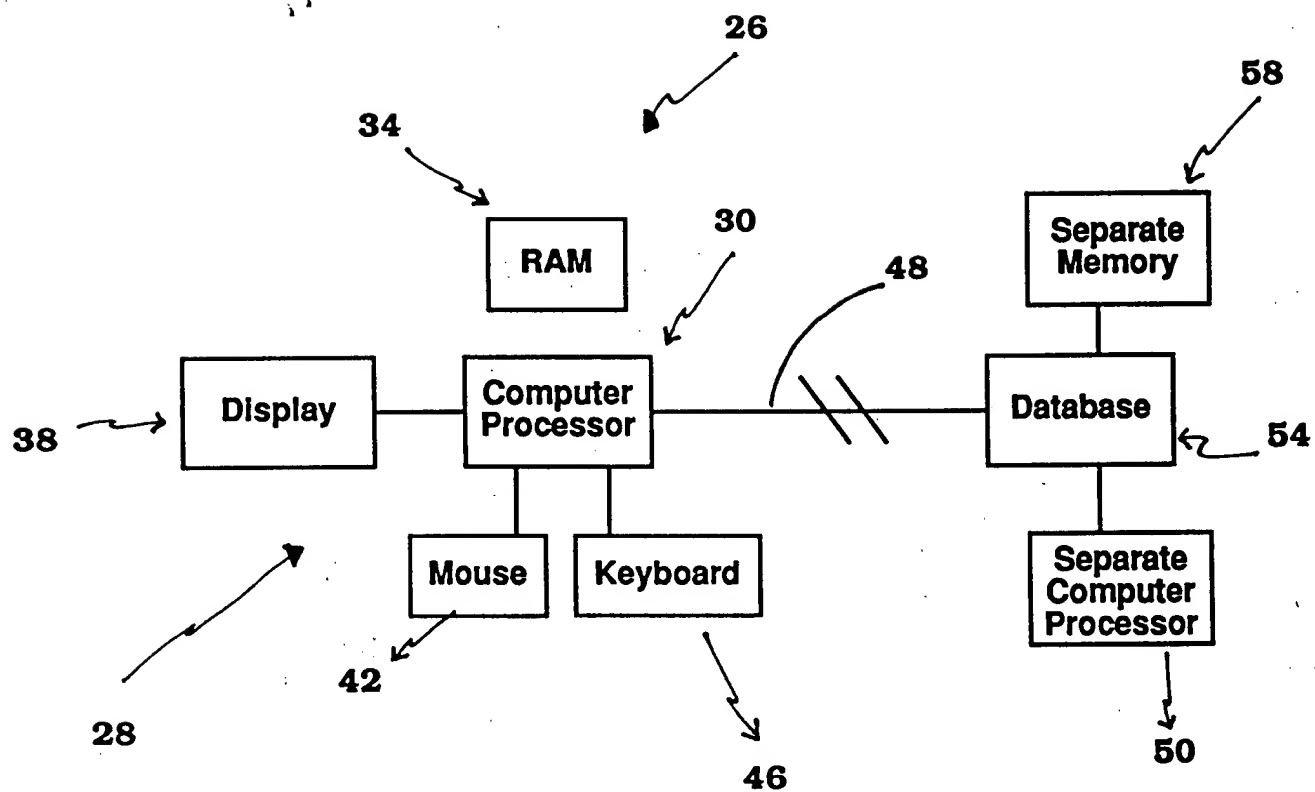 26
58
34
30
RAM
48
Separate
Memory
Display
Computer
Processor
Database
38
54
Mouse
Keyboard
Separate
Computer
Processor
42
28
46
50